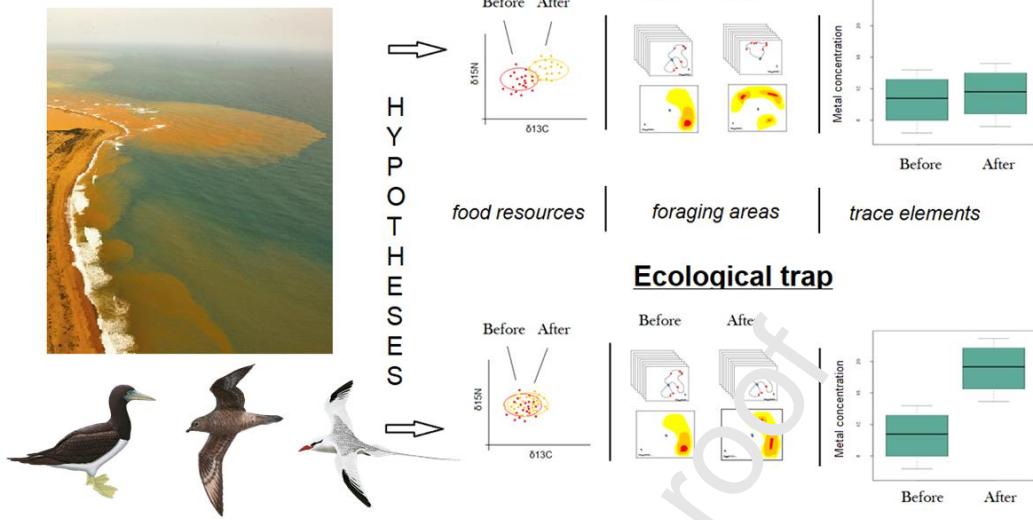 Before After
δ15N
δ13C
Metal concentration
Before After
HYPOTHESES
food resources
foraging areas
trace elements
Ecological trap
Before After
δ15N
δ13C
Before After
Metal concentration
Before After
proof